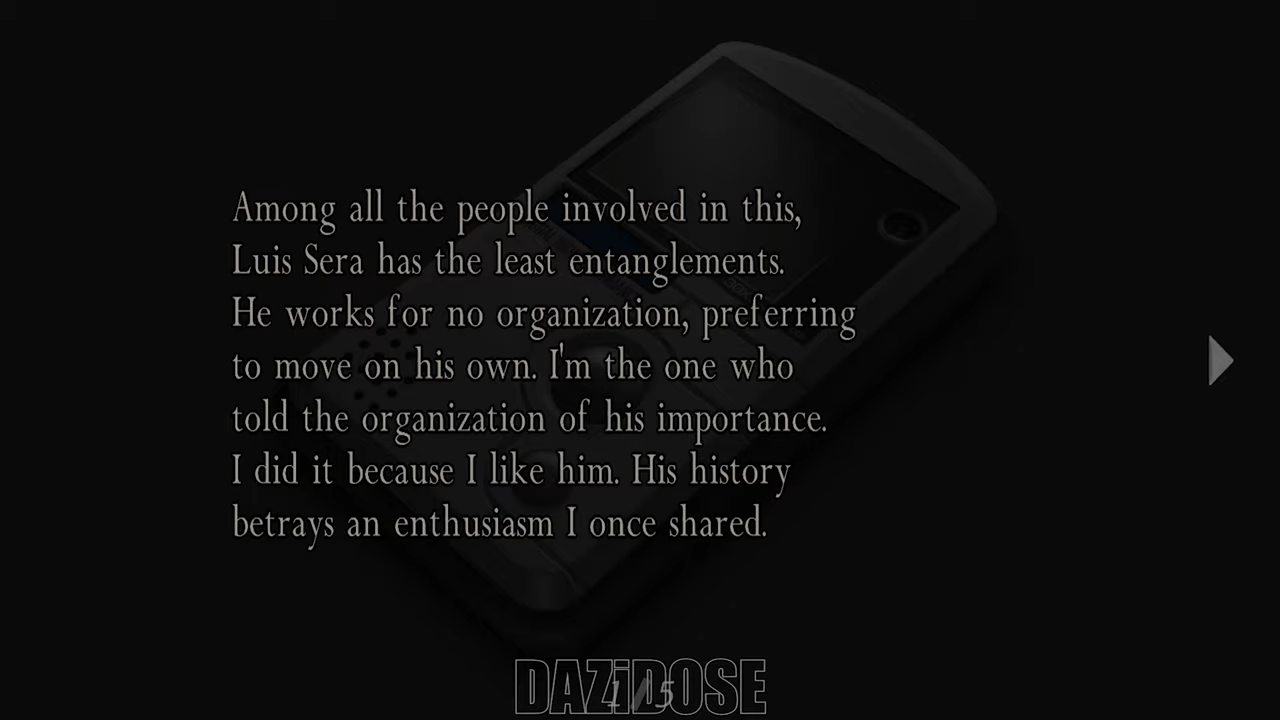 Among all the people involved in this,
Luis Sera has the least entanglements.
He works for no organization, preferring
to move on his own. I'm the one who
told the organization of his importance.
I did it because I like him. His history
betrays an enthusiasm I once shared.
DAZiDOSE
1/5